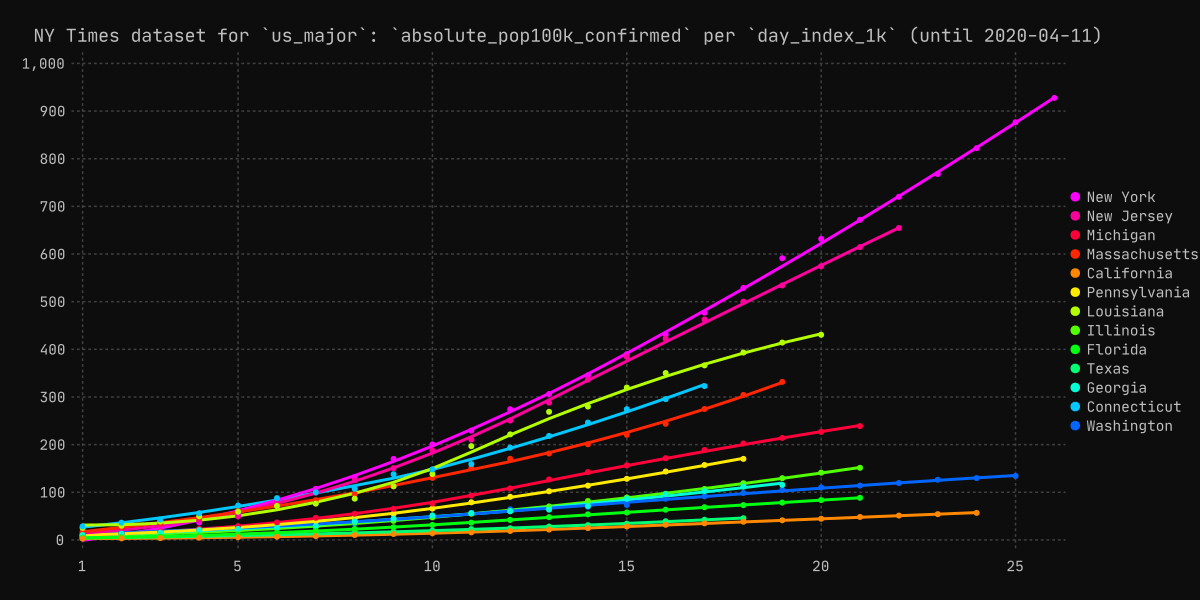 NY Times dataset for `us_major`: `absolute_pop100k_confirmed` per `day_index_1k` (until 2020-04-11)
1,000
900
800
700
600
500
400
300
200
100
0
1 5 10 15 20 25
New York
New Jersey
Michigan
Massachusetts
California
Pennsylvania
Louisiana
Illinois
Florida
Texas
Georgia
Connecticut
Washington